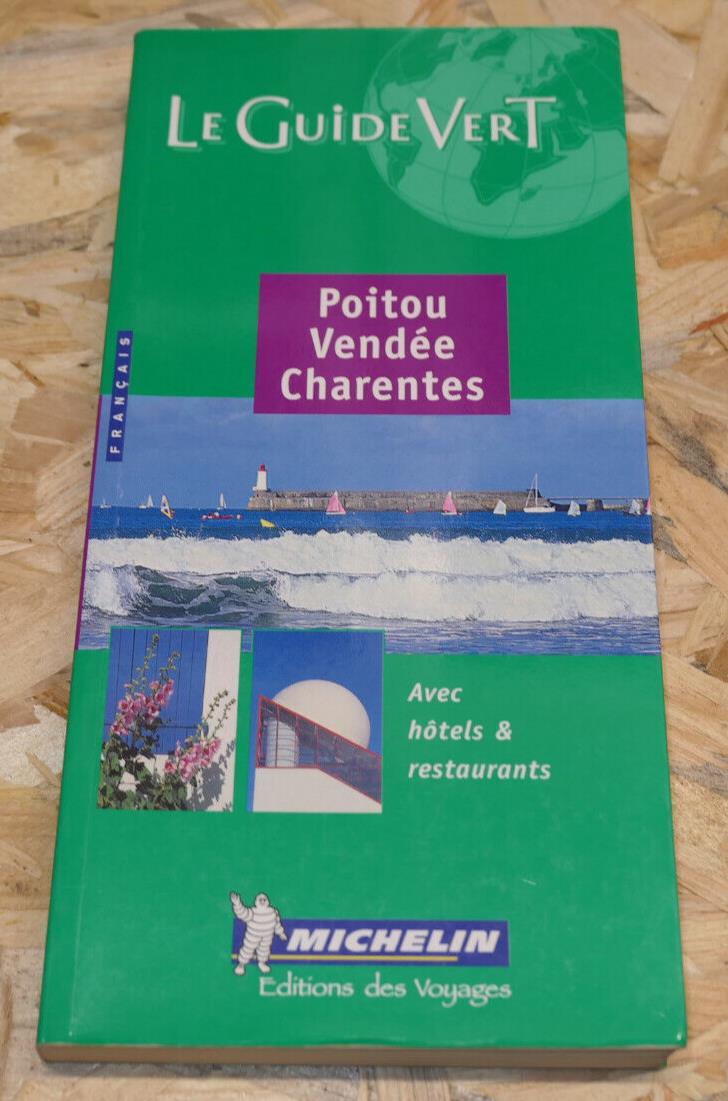 LE GUIDE VERT
Poitou
Vendée
Charentes
FRANÇAIS
Avec
hôtels &
restaurants
MICHELIN
Editions des Voyages